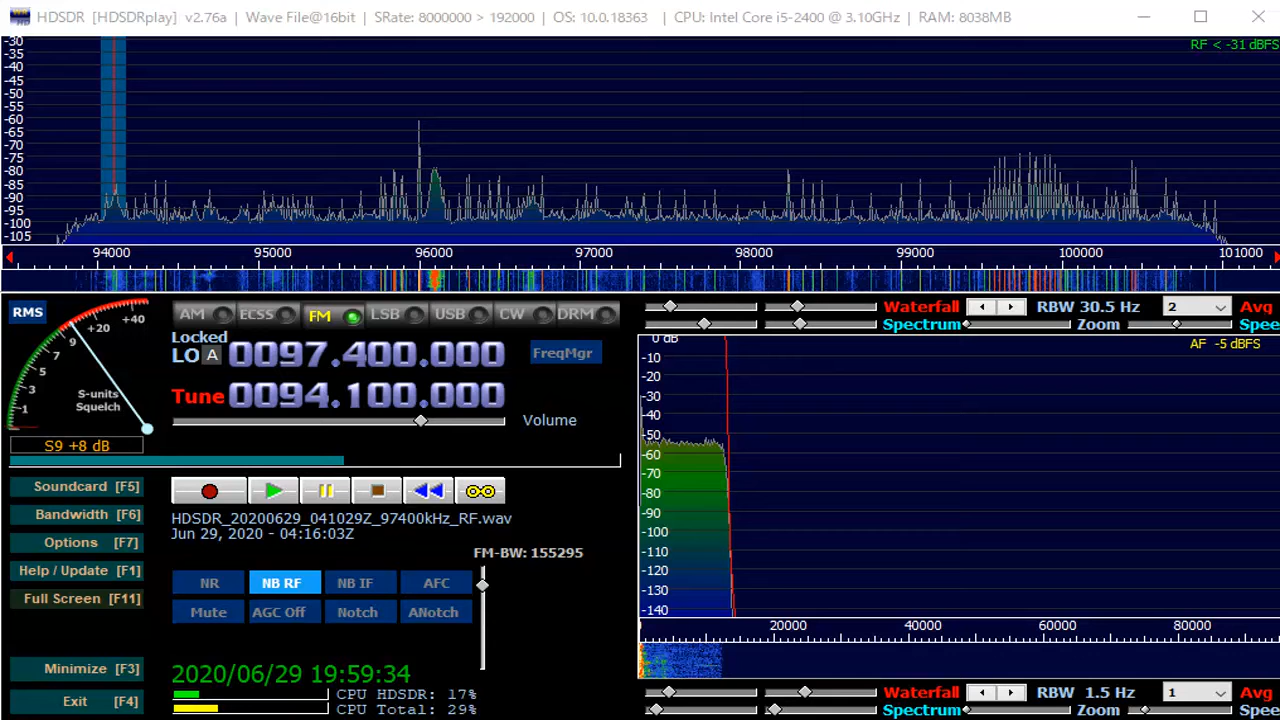 HDSDR [HDSDRplay] v2.76a | Wave File@16bit | SRate: 8000000 > 192000 | OS: 10.0.18363 | CPU: Intel Core i5-2400 @ 3.10GHz | RAM: 8038MB
RF < -31 dBFS
-30
-35
-40
-45
-50
-55
-60
-65
-70
-75
-80
-85
-90
-95
-100
-105
94000 95000 96000 97000 98000 99000 100000 101000
RMS
1 3 5 7 9 +20 +40
S-units
Squelch
S9 +8 dB
AM ECSS FM LSB USB CW DRM
Locked
LO A 0097.400.000
FreqMgr
Tune 0094.100.000
Volume
Soundcard [F5]
Bandwidth [F6]
Options [F7]
Help / Update [F1]
Full Screen [F11]
Minimize [F3]
Exit [F4]
HDSDR_20200629_041029Z_97400kHz_RF.wav
Jun 29, 2020 - 04:16:03Z
FM-BW: 155295
NR NB RF NB IF AFC
Mute AGC Off Notch ANotch
2020/06/29 19:59:34
CPU HDSDR: 17%
CPU Total: 29%
Waterfall RBW 30.5 Hz 2 Avg
Spectrum Zoom Spee
AF -5 dBFS
0 dB
-10
-20
-30
-40
-50
-60
-70
-80
-90
-100
-110
-120
-130
-140
20000 40000 60000 80000
Waterfall RBW 1.5 Hz 1 Avg
Spectrum Zoom Spee